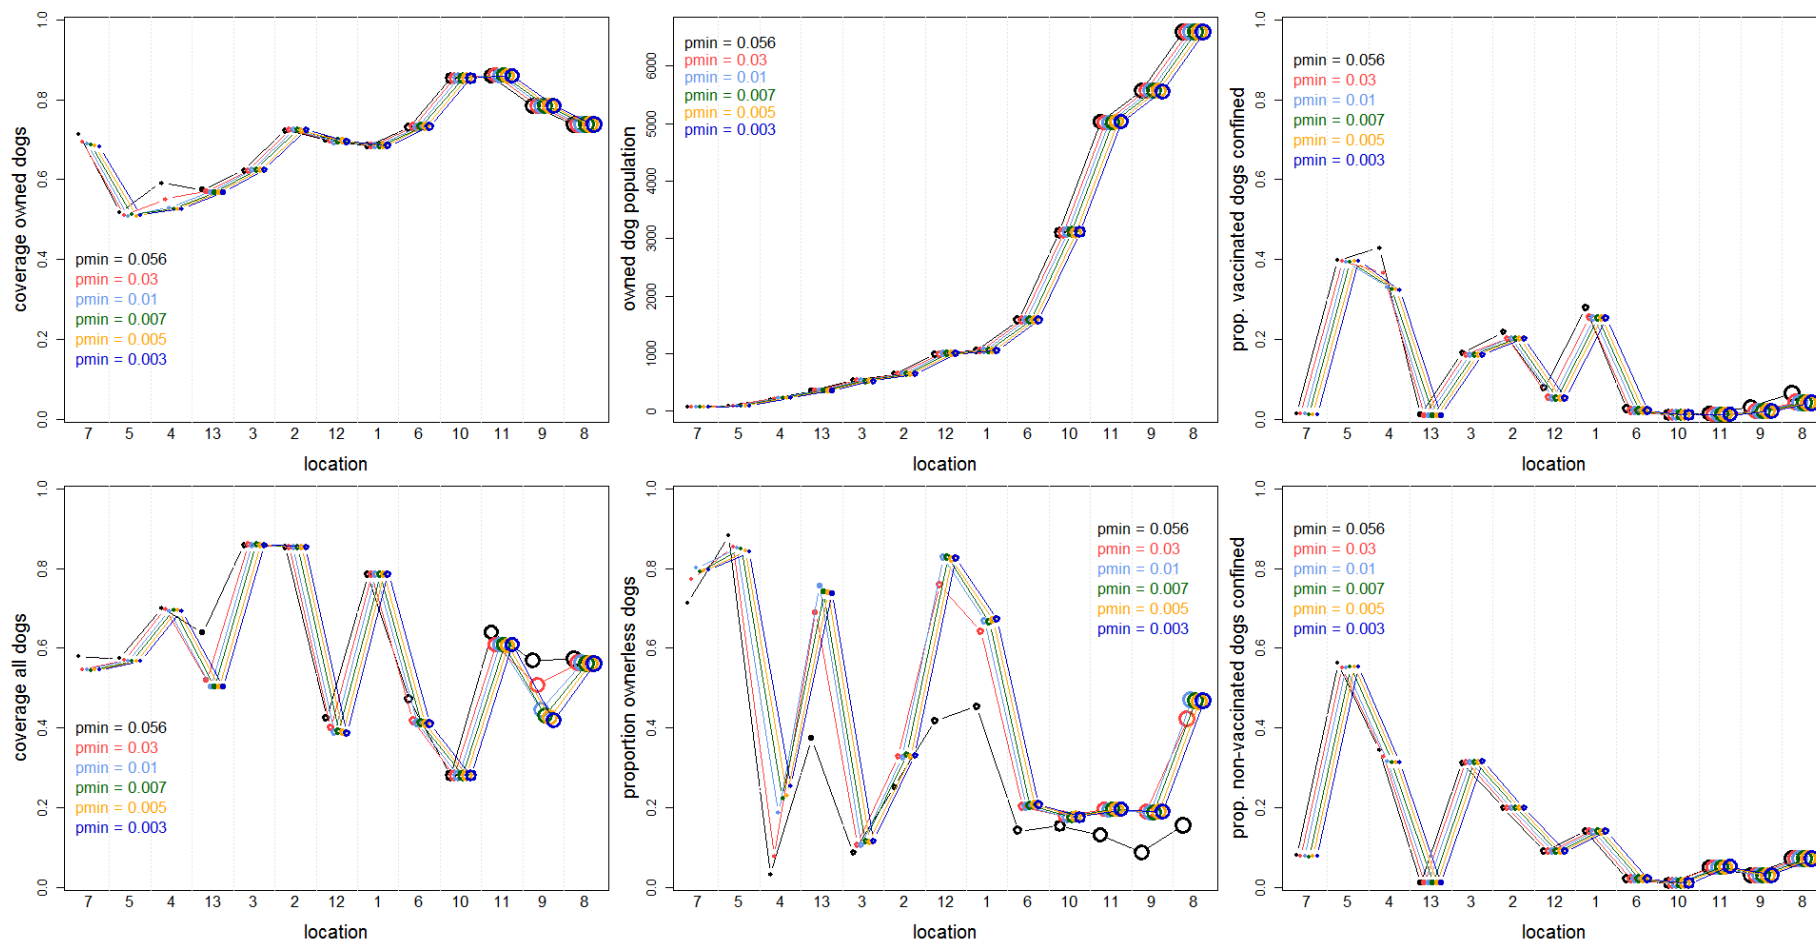 coverage owned dogs
1.0
0.8
0.6
0.4
0.2
0.0
pmin = 0.056
pmin = 0.03
pmin = 0.01
pmin = 0.007
pmin = 0.005
pmin = 0.003
7 5 4 13 3 2 12 1 6 10 11 9 8
location
owned dog population
6000
5000
4000
3000
2000
1000
0
pmin = 0.056
pmin = 0.03
pmin = 0.01
pmin = 0.007
pmin = 0.005
pmin = 0.003
7 5 4 13 3 2 12 1 6 10 11 9 8
location
prop. vaccinated dogs confined
1.0
0.8
0.6
0.4
0.2
0.0
pmin = 0.056
pmin = 0.03
pmin = 0.01
pmin = 0.007
pmin = 0.005
pmin = 0.003
7 5 4 13 3 2 12 1 6 10 11 9 8
location
coverage all dogs
1.0
0.8
0.6
0.4
0.2
0.0
pmin = 0.056
pmin = 0.03
pmin = 0.01
pmin = 0.007
pmin = 0.005
pmin = 0.003
7 5 4 13 3 2 12 1 6 10 11 9 8
location
proportion ownerless dogs
1.0
0.8
0.6
0.4
0.2
0.0
pmin = 0.056
pmin = 0.03
pmin = 0.01
pmin = 0.007
pmin = 0.005
pmin = 0.003
7 5 4 13 3 2 12 1 6 10 11 9 8
location
prop. non-vaccinated dogs confined
1.0
0.8
0.6
0.4
0.2
0.0
pmin = 0.056
pmin = 0.03
pmin = 0.01
pmin = 0.007
pmin = 0.005
pmin = 0.003
7 5 4 13 3 2 12 1 6 10 11 9 8
location